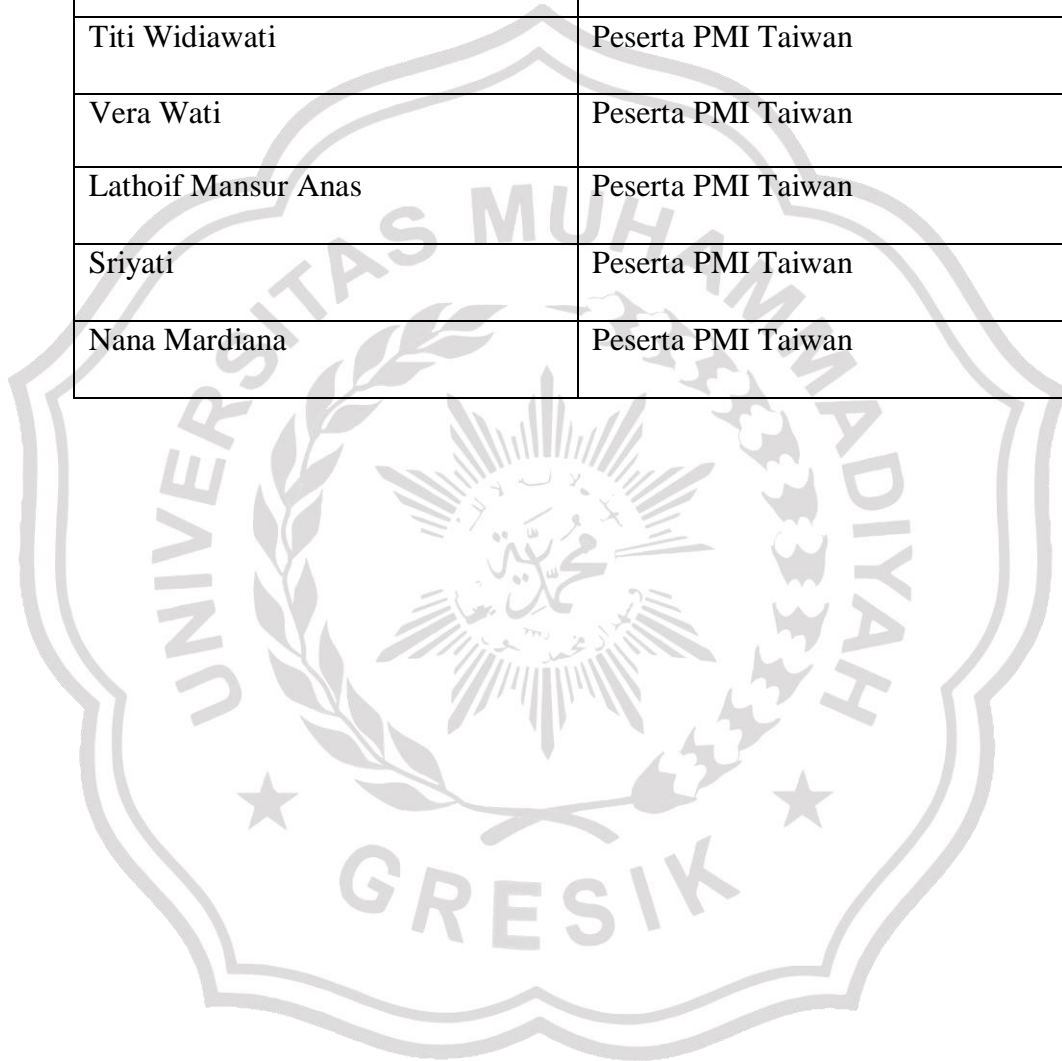 Titi Widiawati Peserta PMI Taiwan
Vera Wati Peserta PMI Taiwan
Lathoif Mansur Anas Peserta PMI Taiwan
Sriyati Peserta PMI Taiwan
Nana Mardiana Peserta PMI Taiwan
UNIVERSITAS MUHAMMADIYAH
GRESIK
محمدية